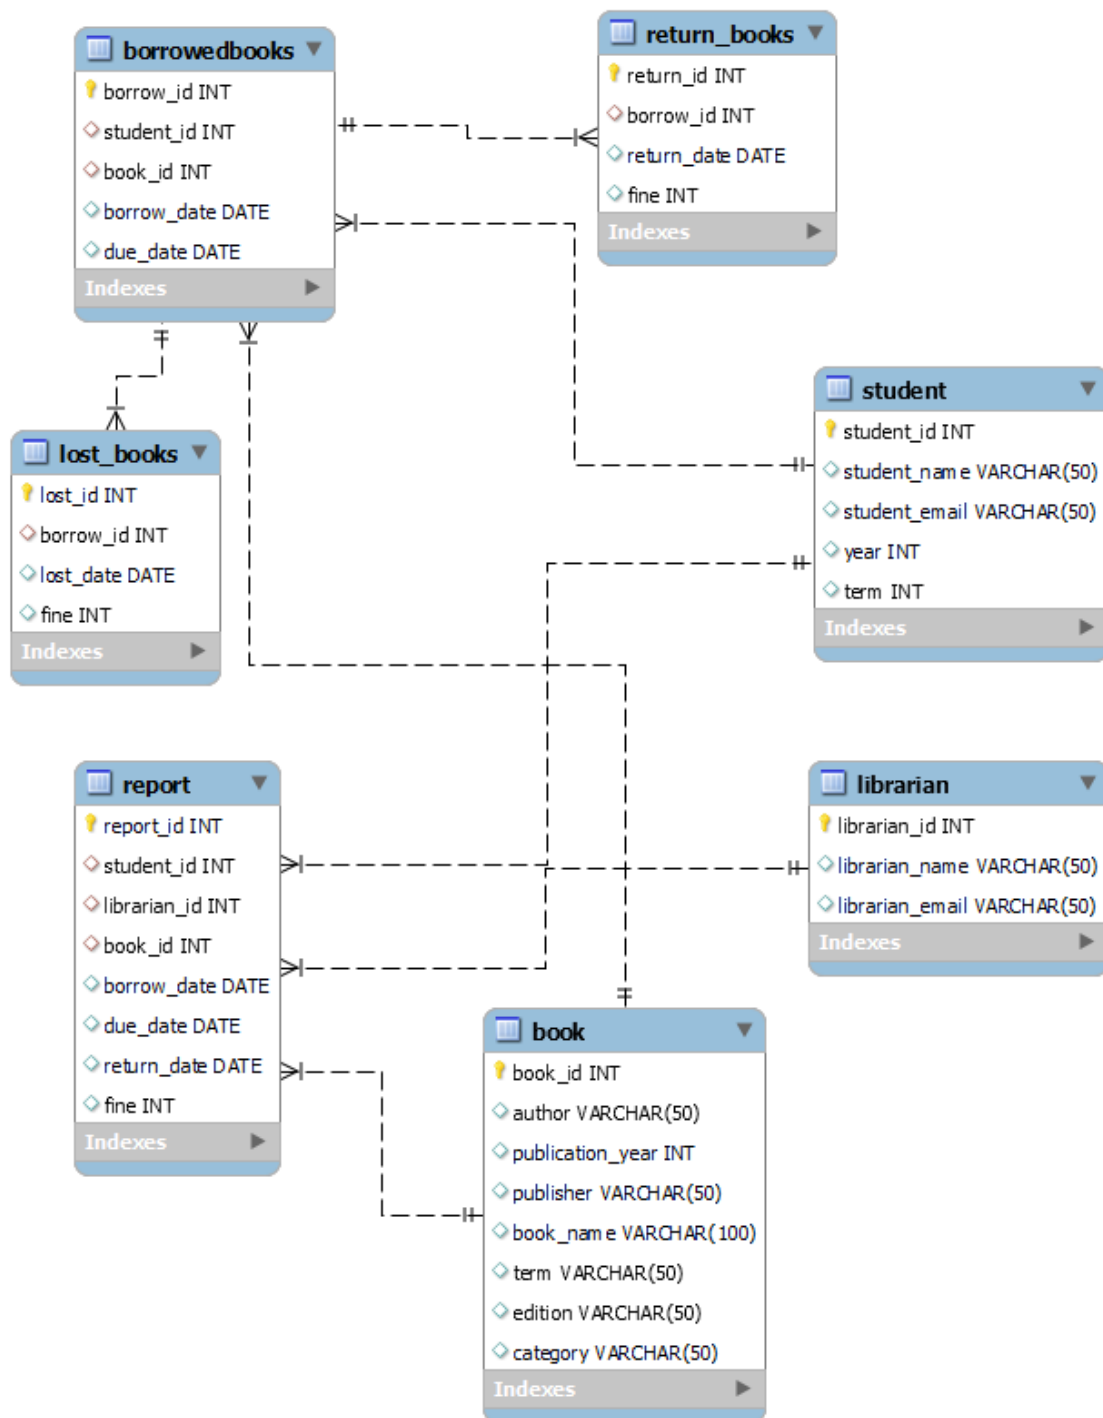 borrowedbooks
borrow_id INT
student_id INT
book_id INT
borrow_date DATE
due_date DATE
Indexes
return_books
return_id INT
borrow_id INT
return_date DATE
fine INT
Indexes
student
student_id INT
student_name VARCHAR(50)
student_email VARCHAR(50)
year INT
term INT
Indexes
lost_books
lost_id INT
borrow_id INT
lost_date DATE
fine INT
Indexes
report
report_id INT
student_id INT
librarian_id INT
book_id INT
borrow_date DATE
due_date DATE
return_date DATE
fine INT
Indexes
librarian
librarian_id INT
librarian_name VARCHAR(50)
librarian_email VARCHAR(50)
Indexes
book
book_id INT
author VARCHAR(50)
publication_year INT
publisher VARCHAR(50)
book_name VARCHAR(100)
term VARCHAR(50)
edition VARCHAR(50)
category VARCHAR(50)
Indexes